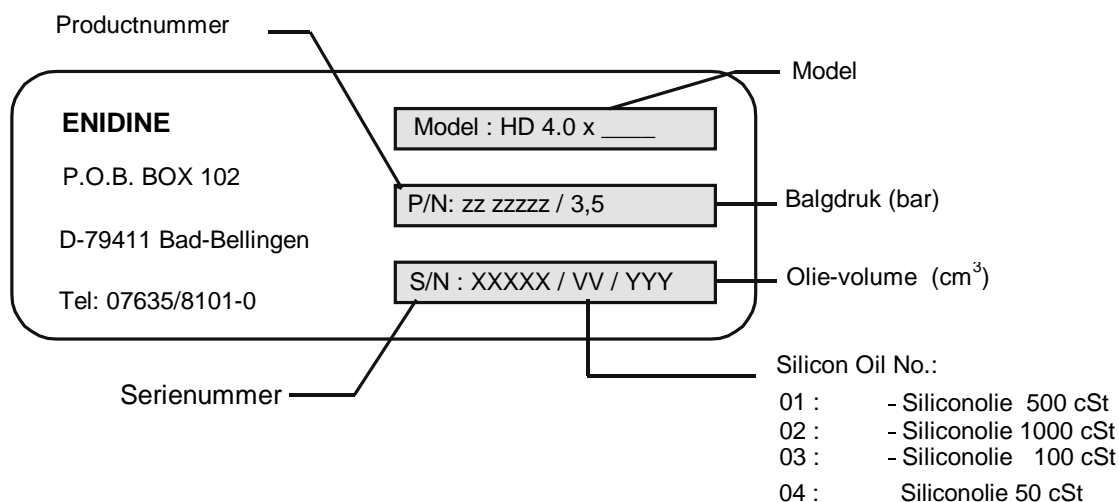 Productnummer
Model
ENIDINE
Model : HD 4.0 x ____
P.O.B. BOX 102
P/N: zz zzzzz / 3,5
Balgdruk (bar)
D-79411 Bad-Bellingen
S/N : XXXXX / VV / YYY
Olie-volume (cm³)
Tel: 07635/8101-0
Serienummer
Silicon Oil No.:
01 : - Siliconolie 500 cSt
02 : - Siliconolie 1000 cSt
03 : - Siliconolie 100 cSt
04 : Siliconolie 50 cSt